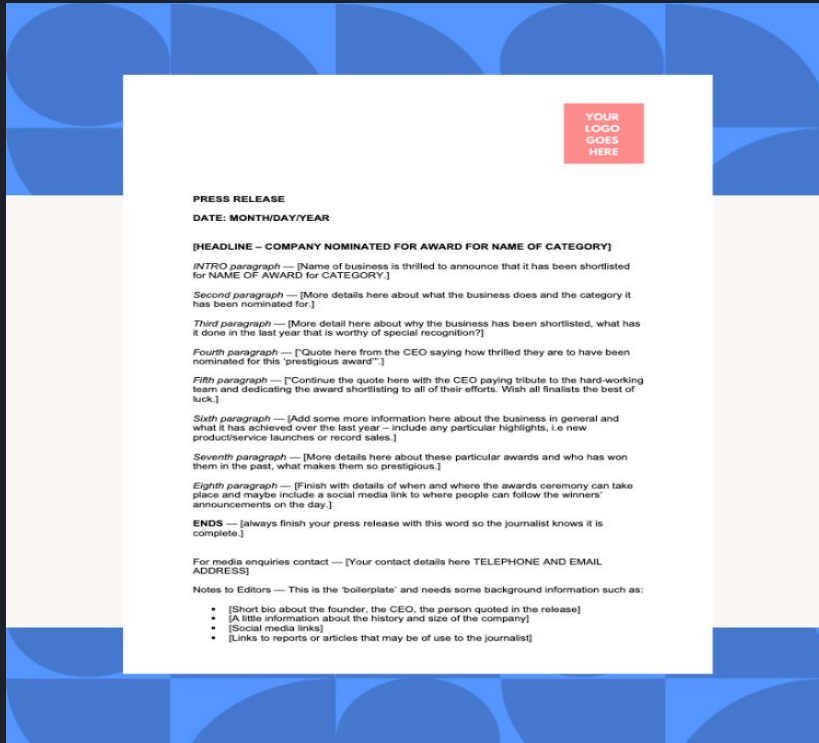 YOUR
LOGO
GOES
HERE
PRESS RELEASE
DATE: MONTH/DAY/YEAR
[HEADLINE – COMPANY NOMINATED FOR AWARD FOR NAME OF CATEGORY]
INTRO paragraph — [Name of business is thrilled to announce that it has been shortlisted
for NAME OF AWARD for CATEGORY.]
Second paragraph — [More details here about what the business does and the category it
has been nominated for.]
Third paragraph — [More detail here about why the business has been shortlisted, what has
it done in the last year that is worthy of special recognition?]
Fourth paragraph — ["Quote here from the CEO saying how thrilled they are to have been
nominated for this 'prestigious award'".]
Fifth paragraph — ["Continue the quote here with the CEO paying tribute to the hard-working
team and dedicating the award shortlisting to all of their efforts. Wish all finalists the best of
luck.]
Sixth paragraph — [Add some more information here about the business in general and
what it has achieved over the last year – include any particular highlights, i.e new
product/service launches or record sales.]
Seventh paragraph — [More details here about these particular awards and who has won
them in the past, what makes them so prestigious.]
Eighth paragraph — [Finish with details of when and where the awards ceremony can take
place and maybe include a social media link to where people can follow the winners'
announcements on the day.]
ENDS — [always finish your press release with this word so the journalist knows it is
complete.]
For media enquiries contact — [Your contact details here TELEPHONE AND EMAIL
ADDRESS]
Notes to Editors — This is the 'boilerplate' and needs some background information such as:
▪ [Short bio about the founder, the CEO, the person quoted in the release]
▪ [A little information about the history and size of the company]
▪ [Social media links]
▪ [Links to reports or articles that may be of use to the journalist]